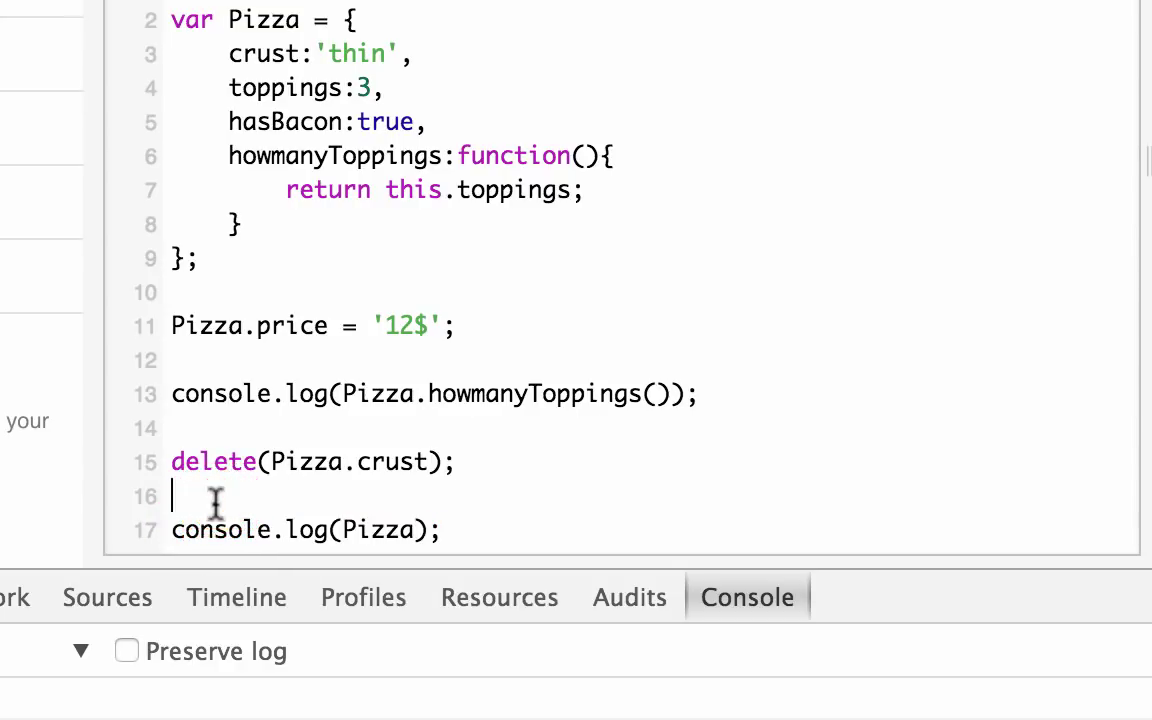 2 var Pizza = {
3 crust:'thin',
4 toppings:3,
5 hasBacon:true,
6 howmanyToppings:function(){
7 return this.toppings;
8 }
9 };
10
11 Pizza.price = '12$';
12
13 console.log(Pizza.howmanyToppings());
14
your
15 delete(Pizza.crust);
16
17 console.log(Pizza);
ork Sources Timeline Profiles Resources Audits Console
▼ Preserve log